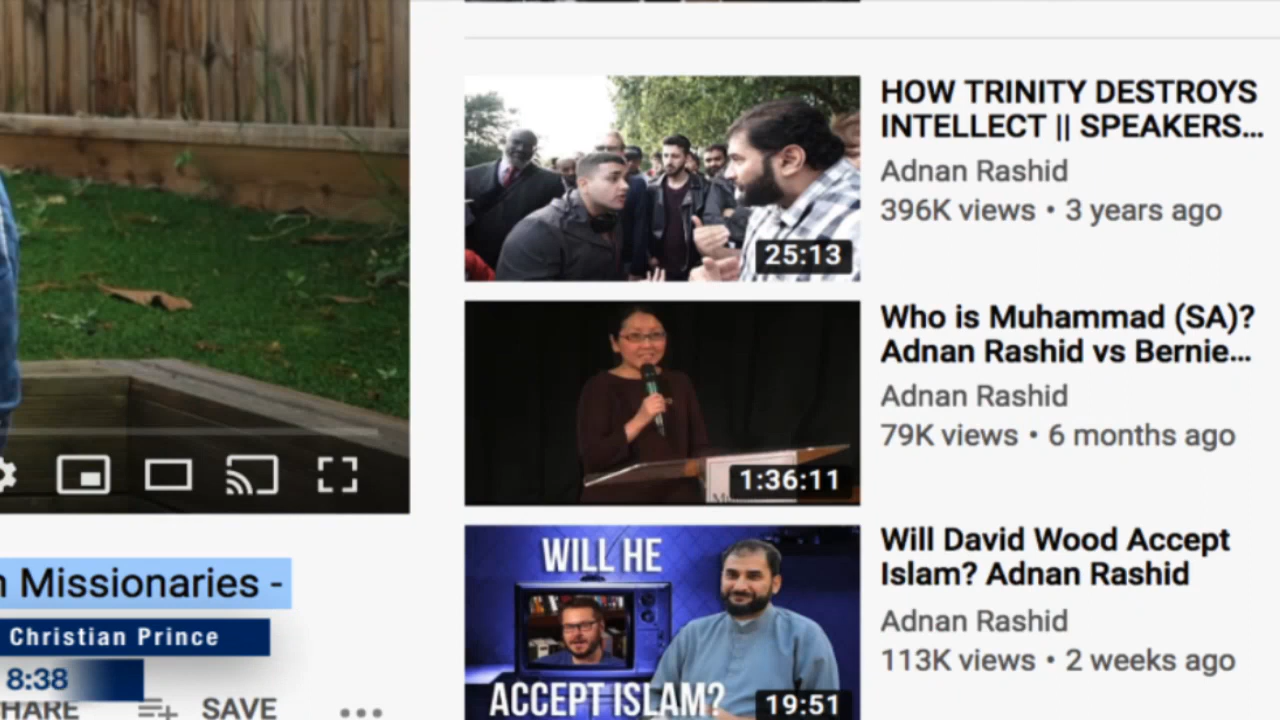 HOW TRINITY DESTROYS
INTELLECT || SPEAKERS...
Adnan Rashid
396K views • 3 years ago
25:13
Who is Muhammad (SA)?
Adnan Rashid vs Bernie...
Adnan Rashid
79K views • 6 months ago
1:36:11
WILL HE
ACCEPT ISLAM?
19:51
Will David Wood Accept
Islam? Adnan Rashid
Adnan Rashid
113K views • 2 weeks ago
n Missionaries -
Christian Prince
8:38
HARE
SAVE